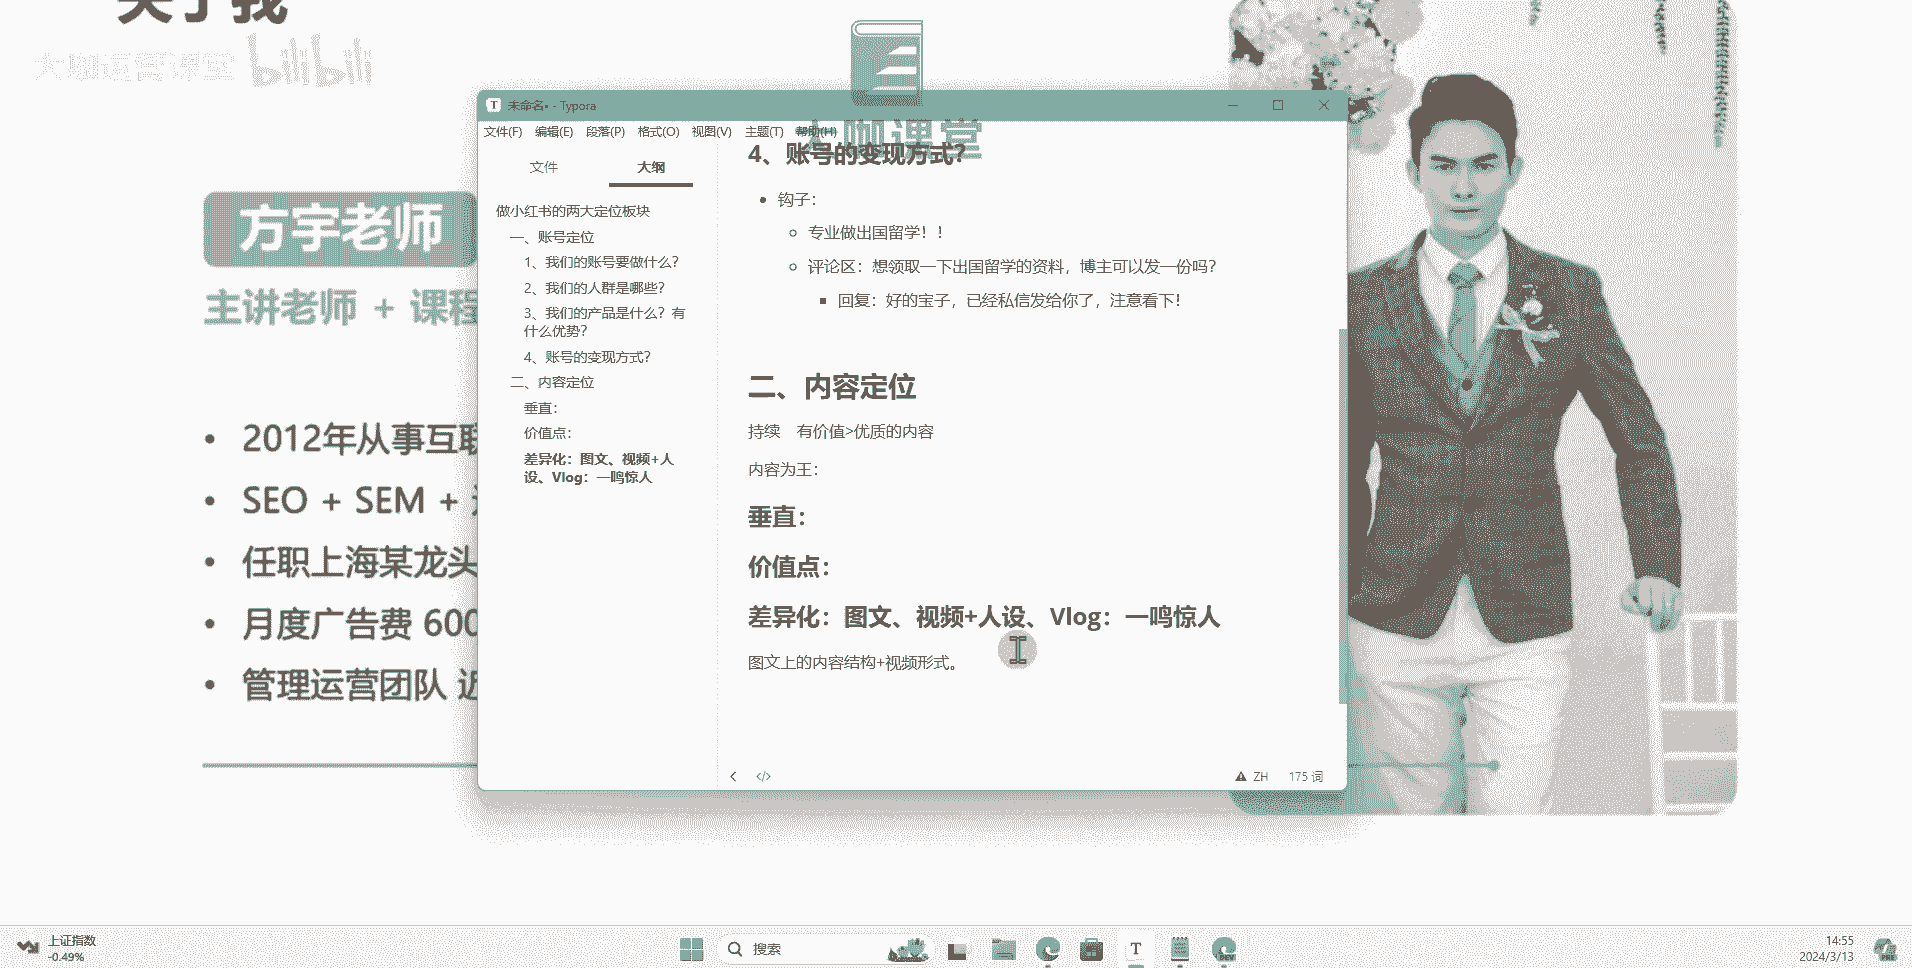 关于我
大咖运营课堂 bilibili
大咖课堂
方宇老师
主讲老师 + 课程
2012年从事互联
SEO + SEM +
任职上海某龙头
月度广告费 600
管理运营团队 近
未命名• - Typora
文件(F) 编辑(E) 段落(P) 格式(O) 视图(V) 主题(T) 帮助(H)
文件 大纲
做小红书的两大定位板块
一、账号定位
1、我们的账号要做什么?
2、我们的人群是哪些?
3、我们的产品是什么? 有
什么优势?
4、账号的变现方式?
二、内容定位
垂直:
价值点:
差异化: 图文、视频+人
设、Vlog: 一鸣惊人
4、账号的变现方式?
钩子:
专业做出国留学! !
评论区: 想领取一下出国留学的资料, 博主可以发一份吗?
回复: 好的宝子, 已经私信发给你了, 注意看下!
二、内容定位
持续 有价值>优质的内容
内容为王:
垂直:
价值点:
差异化: 图文、视频+人设、Vlog: 一鸣惊人
图文上的内容结构+视频形式。
</> ZH 175 词
上证指数
-0.49%
搜索
T
DEV
14:55
2024/3/13
PRE